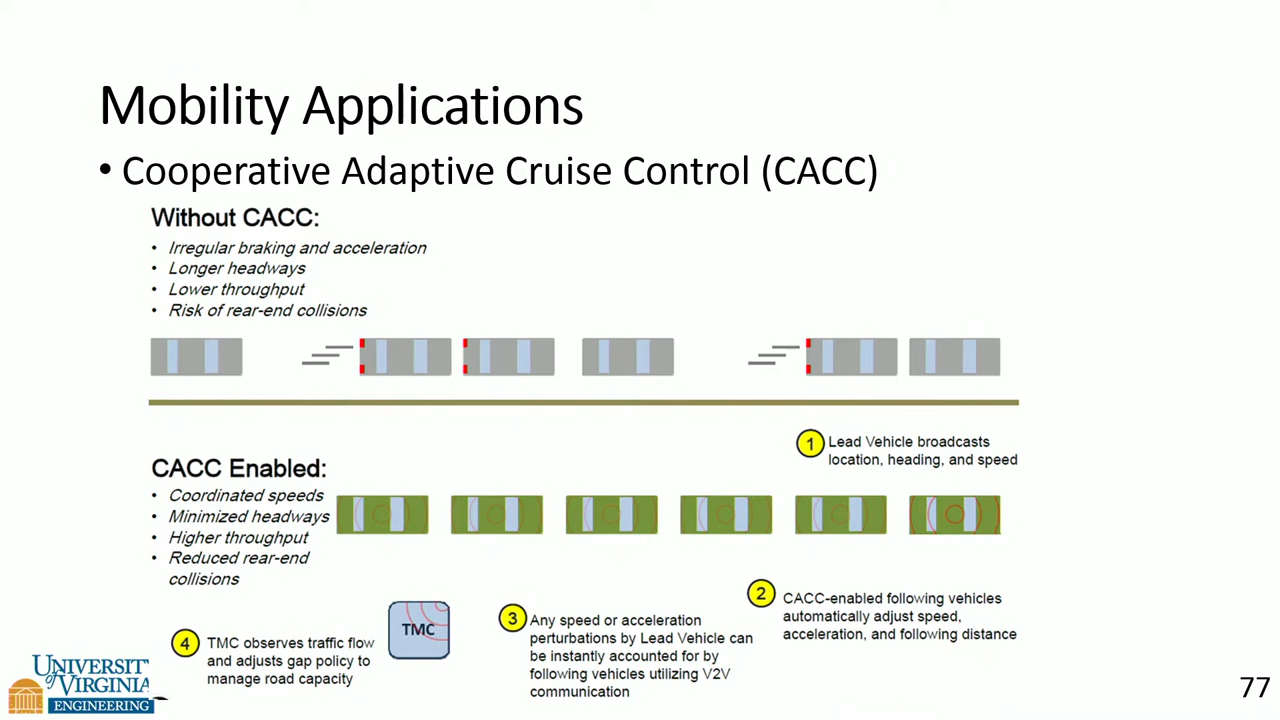 Mobility Applications
• Cooperative Adaptive Cruise Control (CACC)
Without CACC:
• Irregular braking and acceleration
• Longer headways
• Lower throughput
• Risk of rear-end collisions
1 Lead Vehicle broadcasts
location, heading, and speed
CACC Enabled:
• Coordinated speeds
• Minimized headways
• Higher throughput
• Reduced rear-end
collisions
2 CACC-enabled following vehicles
automatically adjust speed,
acceleration, and following distance
3 Any speed or acceleration
perturbations by Lead Vehicle can
be instantly accounted for by
following vehicles utilizing V2V
communication
TMC
4 TMC observes traffic flow
and adjusts gap policy to
manage road capacity
UNIVERSITY
of VIRGINIA
ENGINEERING
77